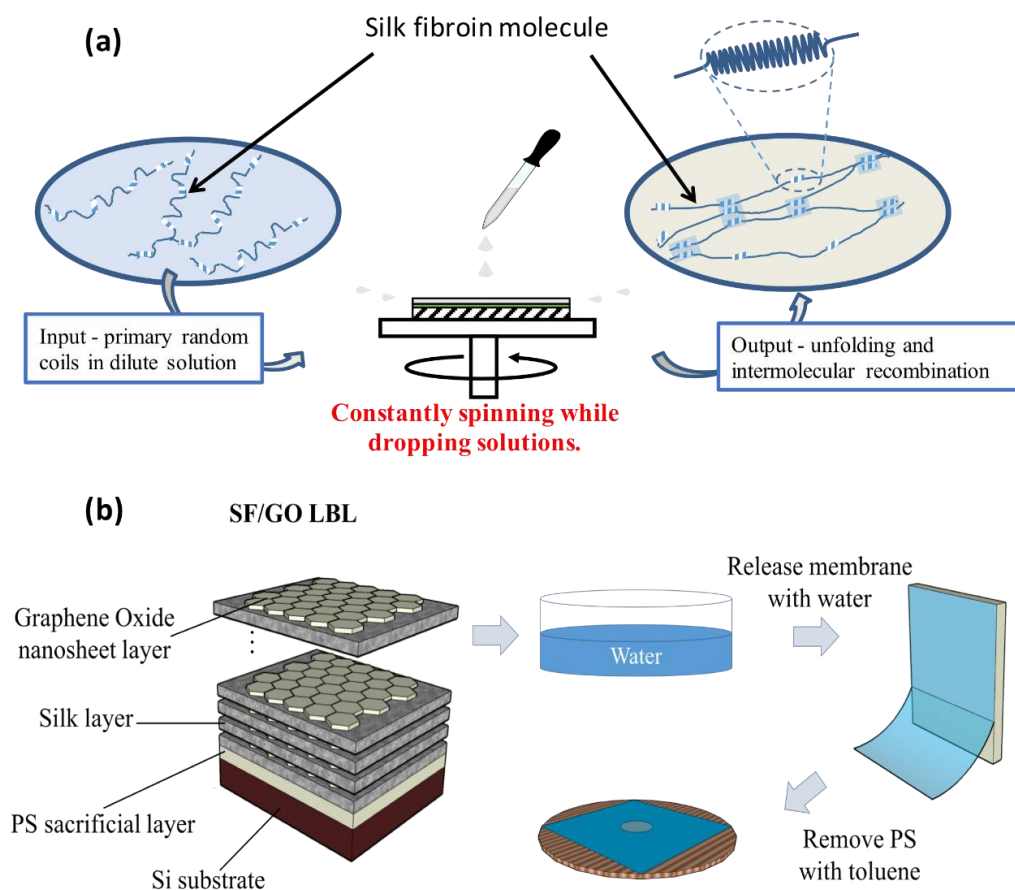 (a)
Silk fibroin molecule
Input - primary random
coils in dilute solution
Output - unfolding and
intermolecular recombination
Constantly spinning while
dropping solutions.
(b)
SF/GO LBL
Graphene Oxide
nanosheet layer
Silk layer
PS sacrificial layer
Si substrate
Water
Release membrane
with water
Remove PS
with toluene